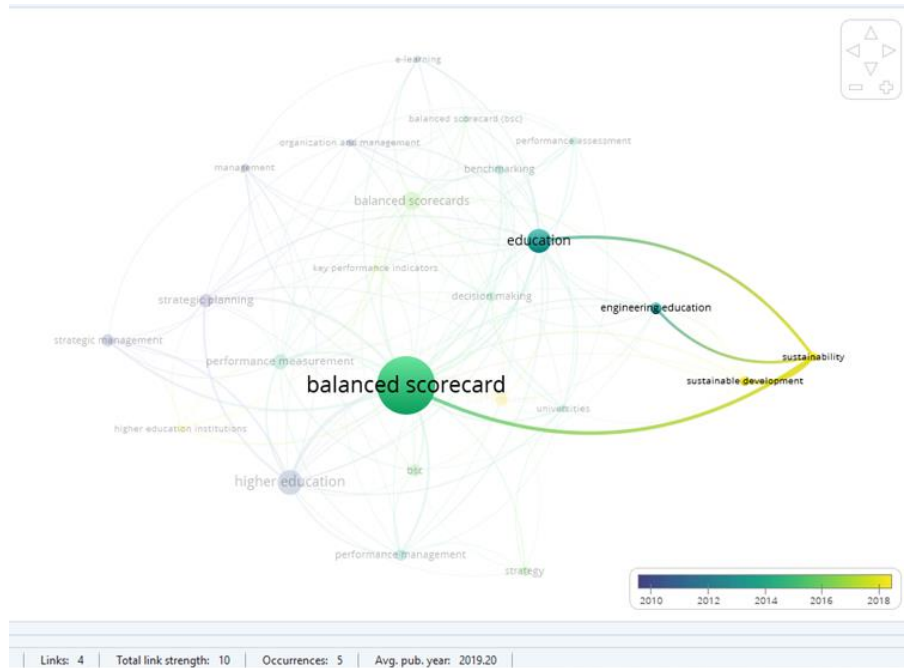 e-learning
balanced scorecard (bsc)
organization and management
performance assessment
management
benchmarking
balanced scorecards
education
key performance indicators
decision making
strategic planning
engineering education
strategic management
performance measurement
sustainability
balanced scorecard
sustainable development
universities
higher education institutions
bsc
higher education
performance management
strategy
2010 2012 2014 2016 2018
Links: 4 Total link strength: 10 Occurrences: 5 Avg. pub. year: 2019.20